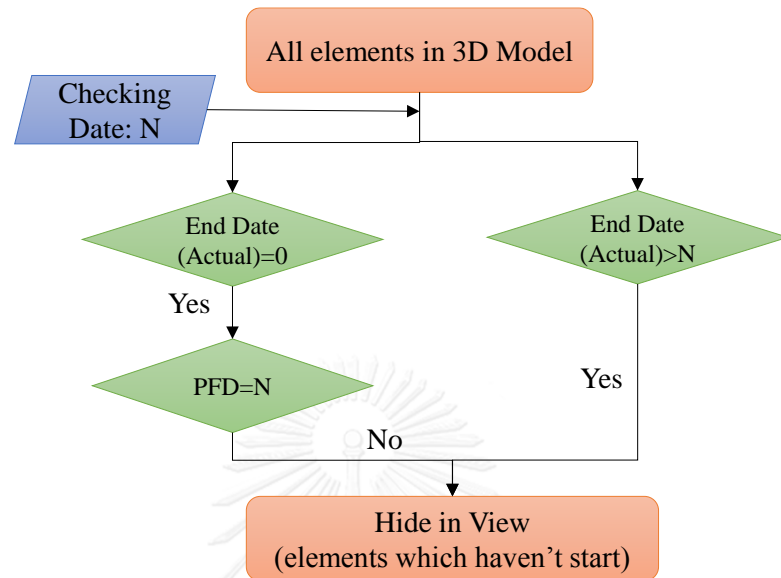 All elements in 3D Model
Checking
Date: N
End Date
(Actual)=0
End Date
(Actual)>N
Yes
PFD=N
Yes
No
Hide in View
(elements which haven’t start)